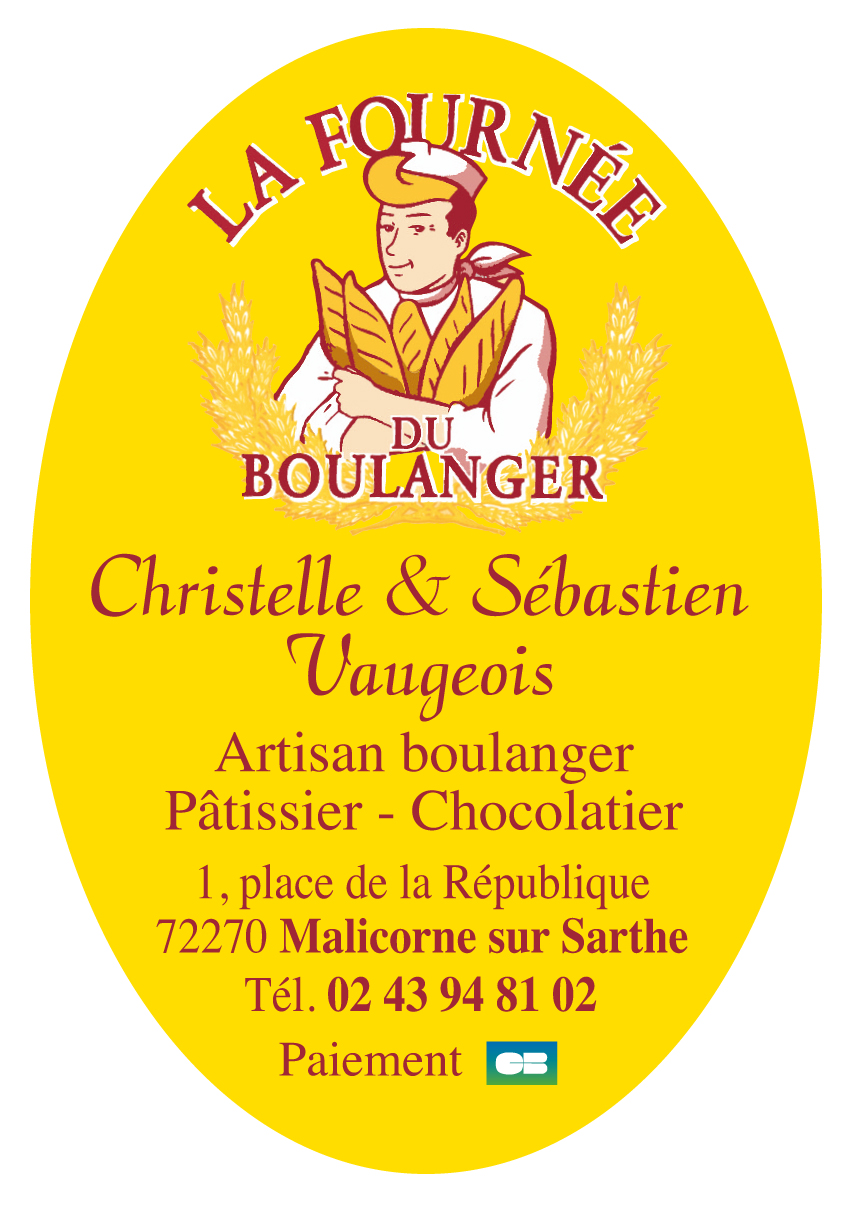 LA FOURNÉE
DU
BOULANGER
Christelle & Sébastien
Vaugeois
Artisan boulanger
Pâtissier - Chocolatier
1, place de la République
72270 Malicorne sur Sarthe
Tél. 02 43 94 81 02
Paiement CB